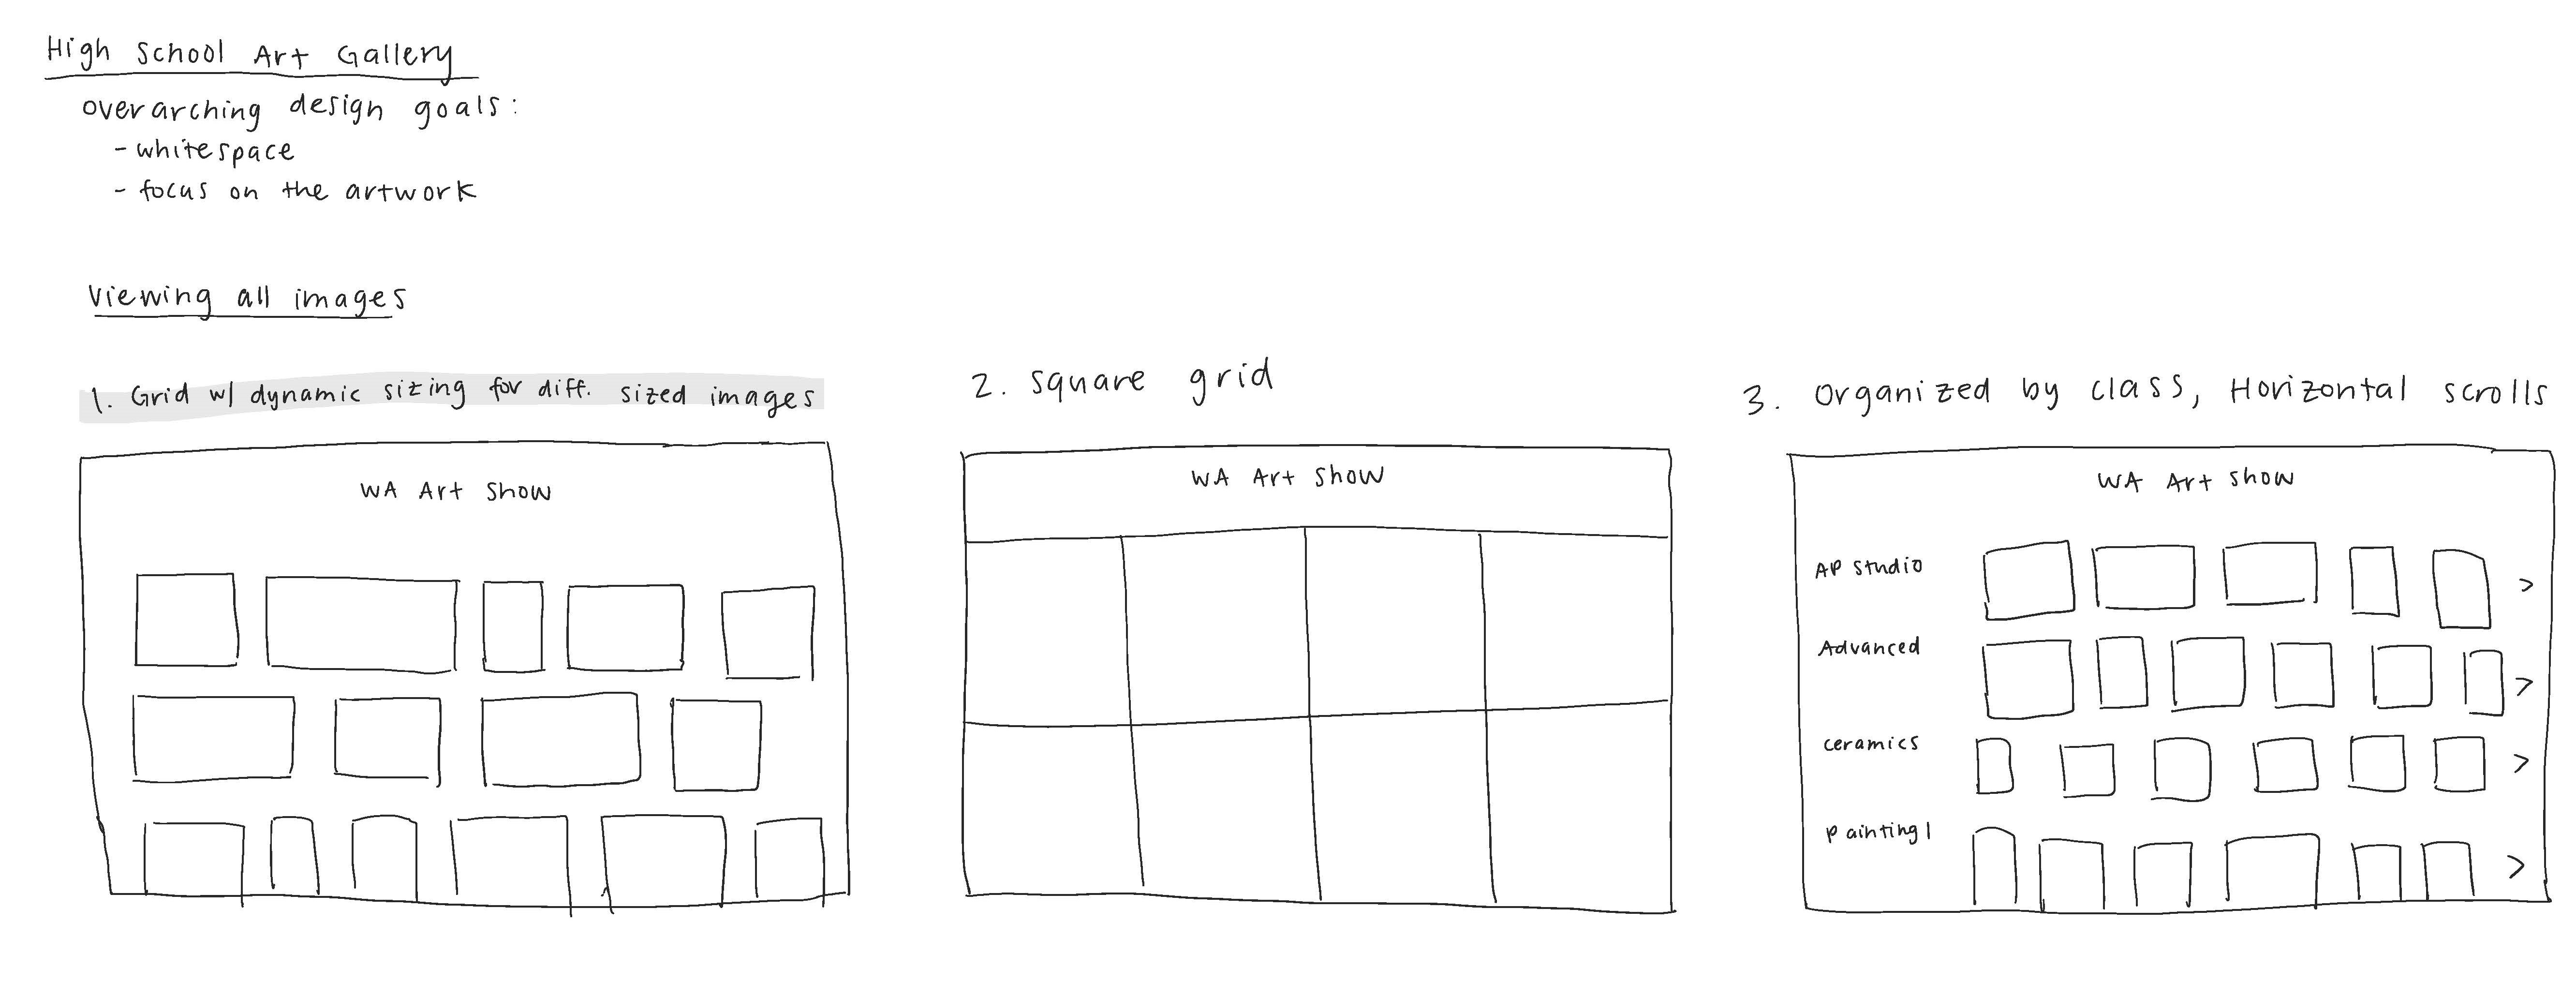 High School Art Gallery
overarching design goals:
- whitespace
- focus on the artwork
Viewing all images
1. Grid w/ dynamic sizing for diff. sized images
WA Art Show
2. square grid
WA Art Show
3. Organized by class, Horizontal scrolls
WA Art Show
AP Studio
>
Advanced
>
ceramics
>
Painting 1
>